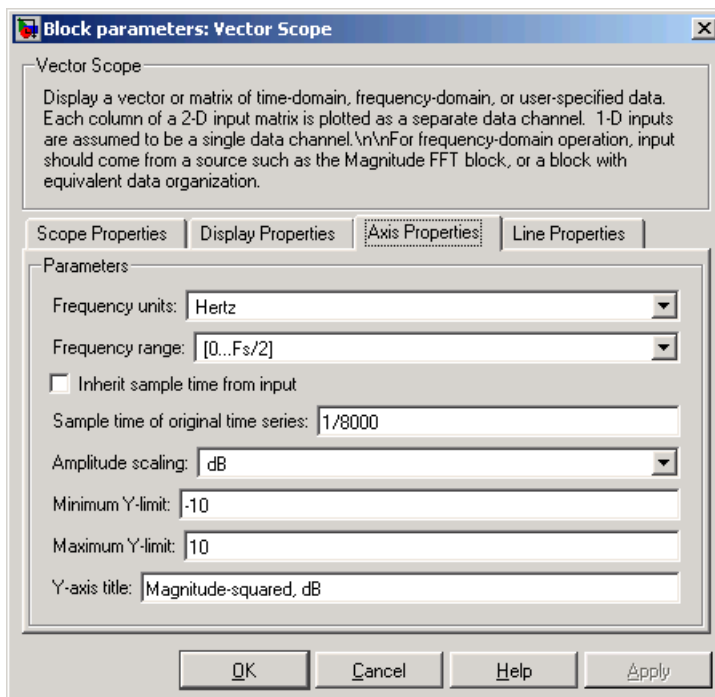 Block parameters: Vector Scope
Vector Scope
Display a vector or matrix of time-domain, frequency-domain, or user-specified data.
Each column of a 2-D input matrix is plotted as a separate data channel.  1-D inputs
are assumed to be a single data channel.\n\nFor frequency-domain operation, input
should come from a source such as the Magnitude FFT block, or a block with
equivalent data organization.
Scope Properties Display Properties Axis Properties Line Properties
Parameters
Frequency units: Hertz
Frequency range: [0...Fs/2]
Inherit sample time from input
Sample time of original time series: 1/8000
Amplitude scaling: dB
Minimum Y-limit: -10
Maximum Y-limit: 10
Y-axis title: Magnitude-squared, dB
OK Cancel Help Apply